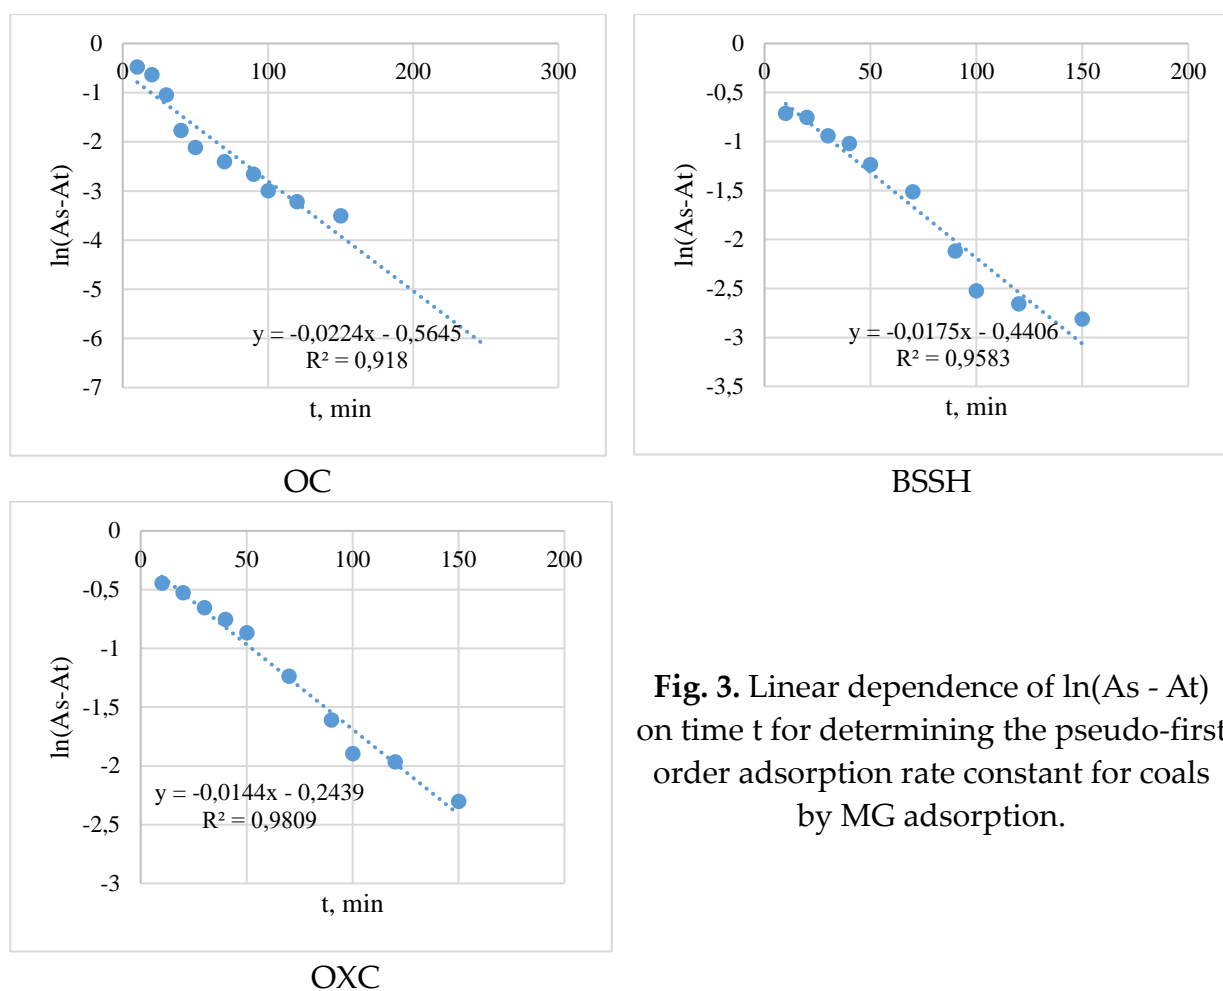 0
0
100
200
300
-1
-2
-3
-4
-5
-6
-7
ln(As-At)
y = -0,0224x - 0,5645
R² = 0,918
t, min
OC
0
0
50
100
150
200
-0,5
-1
-1,5
-2
-2,5
-3
-3,5
ln(As-At)
y = -0,0175x - 0,4406
R² = 0,9583
t, min
BSSH
0
0
50
100
150
200
-0,5
-1
-1,5
-2
-2,5
-3
ln(As-At)
y = -0,0144x - 0,2439
R² = 0,9809
t, min
OXC
Fig. 3. Linear dependence of ln(As - At)
on time t for determining the pseudo-first
order adsorption rate constant for coals
by MG adsorption.